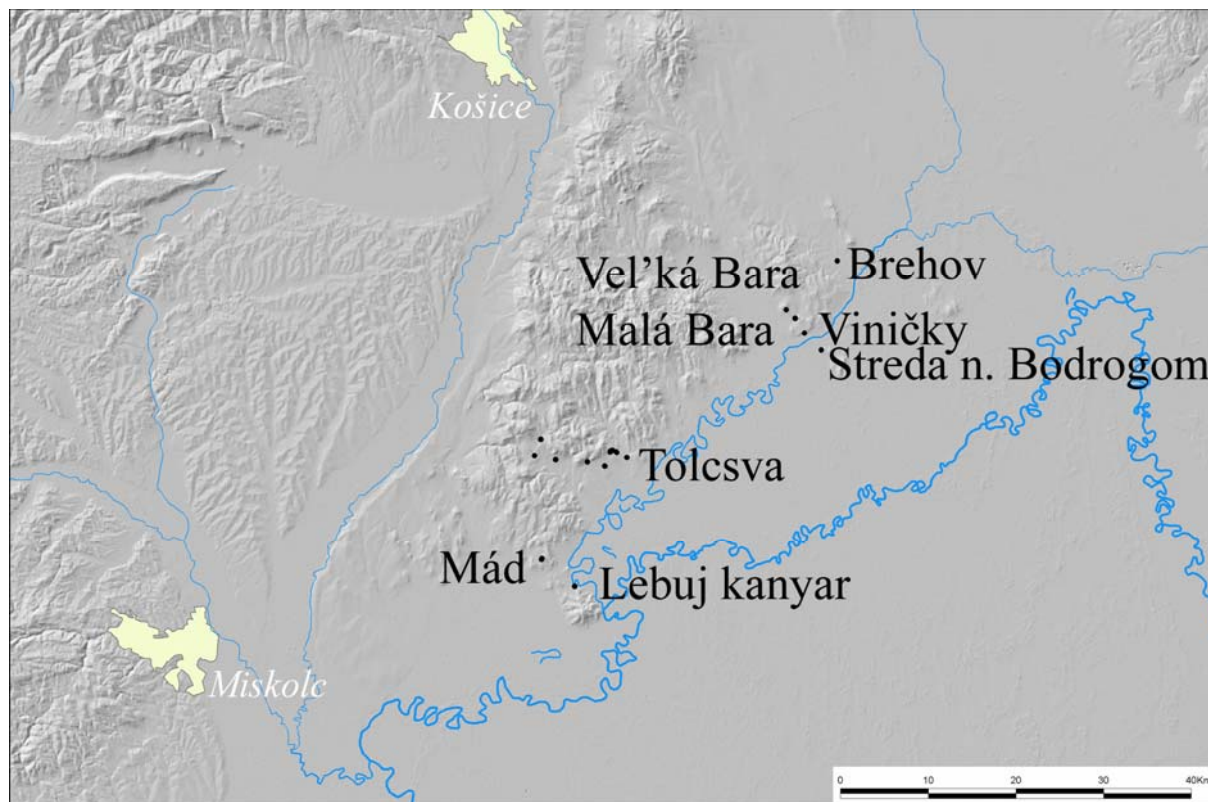 Košice
Brehov
Vel'ká Bara
Malá Bara
Viničky
Streda n. Bodrogom
Tolcsva
Mád
Lebuj kanyar
Miskolc
0 10 20 30 40Km